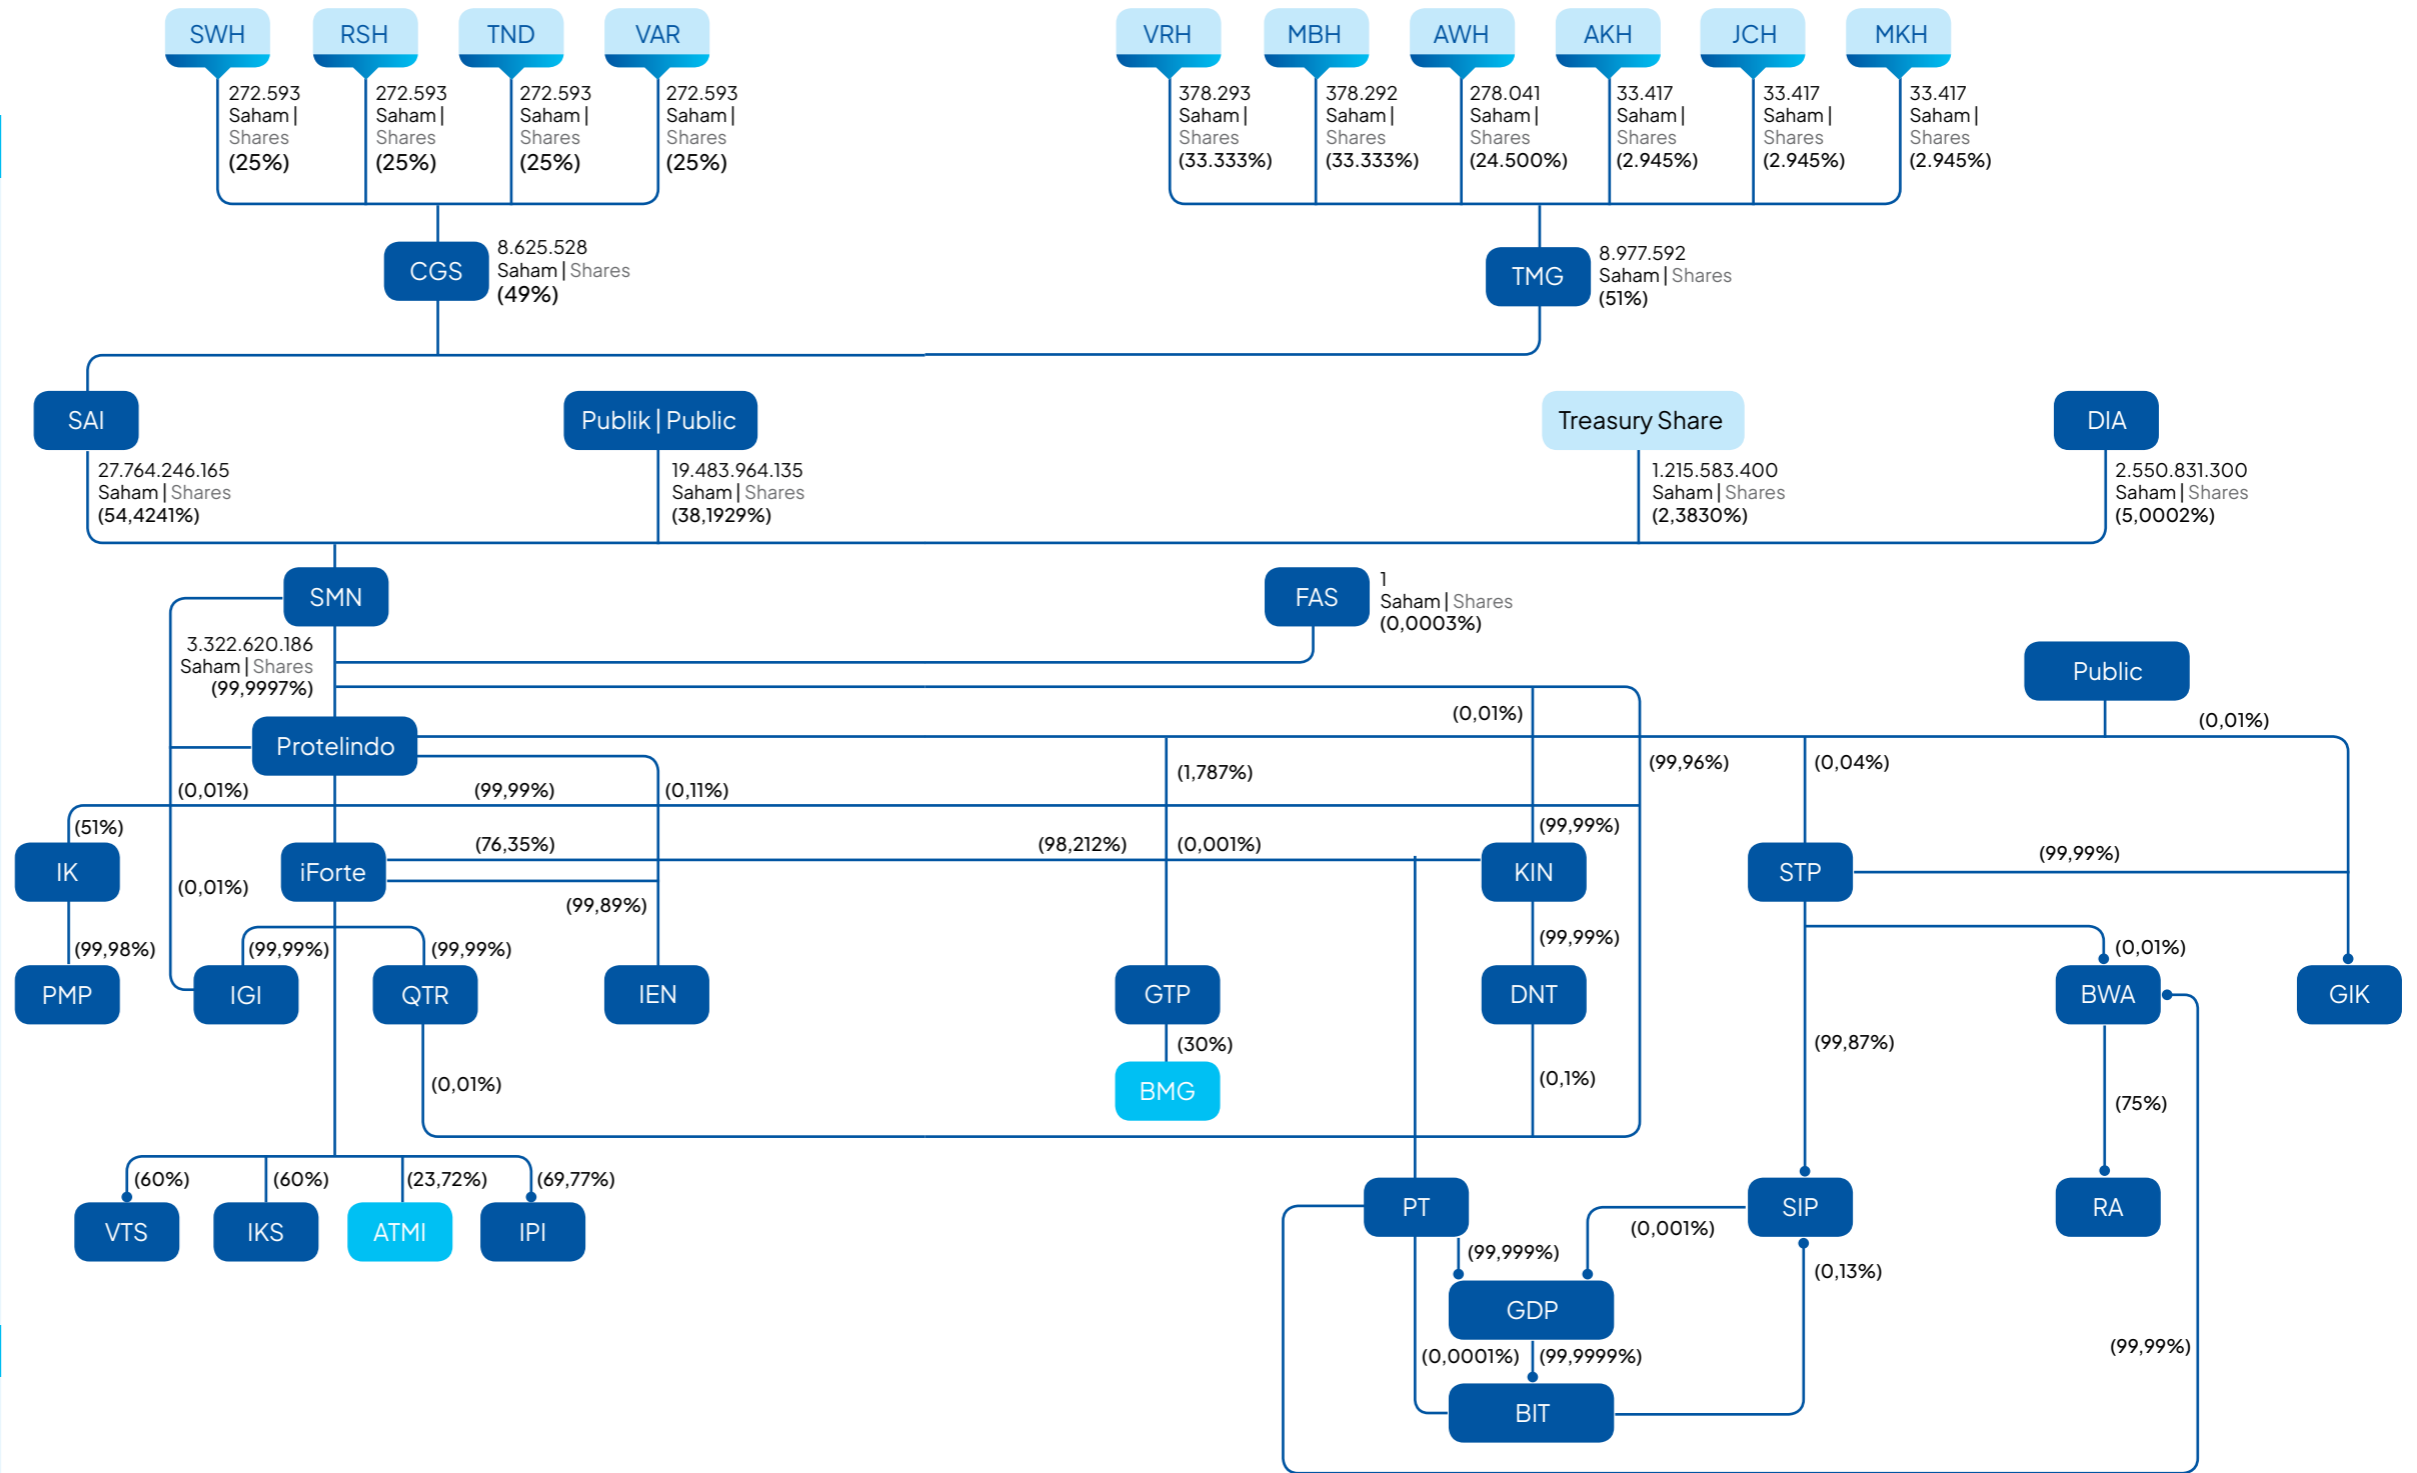 SWH
RSH
TND
VAR
VRH
MBH
AWH
AKH
JCH
MKH
272.593
Saham | 
Shares
(25%)
272.593
Saham |
Shares
(25%)
272.593
Saham |
Shares
(25%)
272.593
Saham |
Shares
(25%)
378.293
Saham |
Shares
(33.333%)
378.292
Saham |
Shares
(33.333%)
278.041
Saham |
Shares
(24.500%)
33.417
Saham |
Shares
(2.945%)
33.417
Saham |
Shares
(2.945%)
33.417
Saham |
Shares
(2.945%)
CGS
8.625.528
Saham | Shares
(49%)
TMG
8.977.592
Saham | Shares
(51%)
SAI
Publik | Public
Treasury Share
DIA
27.764.246.165
Saham | Shares
(54,4241%)
19.483.964.135
Saham | Shares
(38,1929%)
1.215.583.400
Saham | Shares
(2,3830%)
2.550.831.300
Saham | Shares
(5,0002%)
SMN
FAS
1
Saham | Shares
(0,0003%)
3.322.620.186
Saham | Shares
(99,9997%)
Public
(0,01%)
(0,01%)
Protelindo
(1,787%)
(99,96%)
(0,04%)
(0,01%)
(99,99%)
(0,11%)
(51%)
(99,99%)
(76,35%)
(98,212%)
(0,001%)
(99,99%)
IK
iForte
KIN
STP
(0,01%)
(99,89%)
(99,98%)
(99,99%)
(99,99%)
(99,99%)
(0,01%)
PMP
IGI
QTR
IEN
GTP
DNT
BWA
GIK
(30%)
(99,87%)
(0,01%)
BMG
(0,1%)
(75%)
(60%)
(60%)
(23,72%)
(69,77%)
VTS
IKS
ATMI
IPI
PT
SIP
RA
(0,001%)
(99,999%)
(0,13%)
GDP
(0,0001%)
(99,9999%)
(99,99%)
BIT